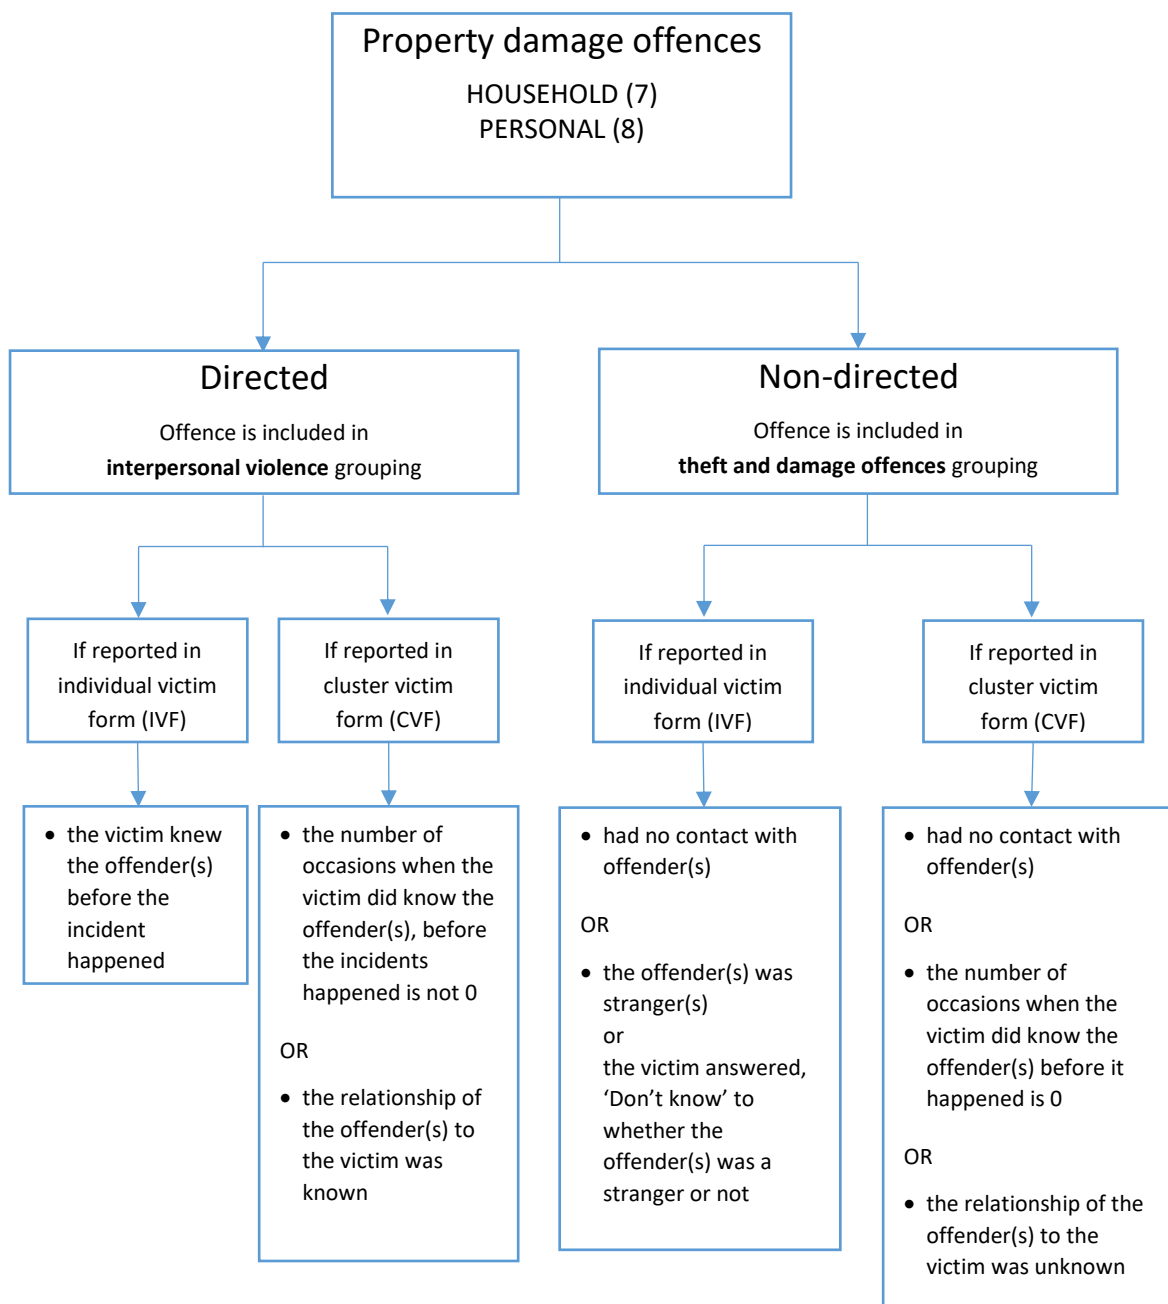 Property damage offences
HOUSEHOLD (7)
PERSONAL (8)
Directed
Offence is included in
interpersonal violence grouping
Non-directed
Offence is included in
theft and damage offences grouping
If reported in
individual victim
form (IVF)
If reported in
cluster victim
form (CVF)
If reported in
individual victim
form (IVF)
If reported in
cluster victim
form (CVF)
• the victim knew
the offender(s)
before the
incident
happened
• the number of
occasions when the
victim did know the
offender(s), before
the incidents
happened is not 0
OR
• the relationship of
the offender(s) to
the victim was
known
• had no contact with
offender(s)
OR
• the offender(s) was
stranger(s)
or
the victim answered,
‘Don’t know’ to
whether the
offender(s) was a
stranger or not
• had no contact with
offender(s)
OR
• the number of
occasions when the
victim did know the
offender(s) before it
happened is 0
OR
• the relationship of the
offender(s) to the
victim was unknown